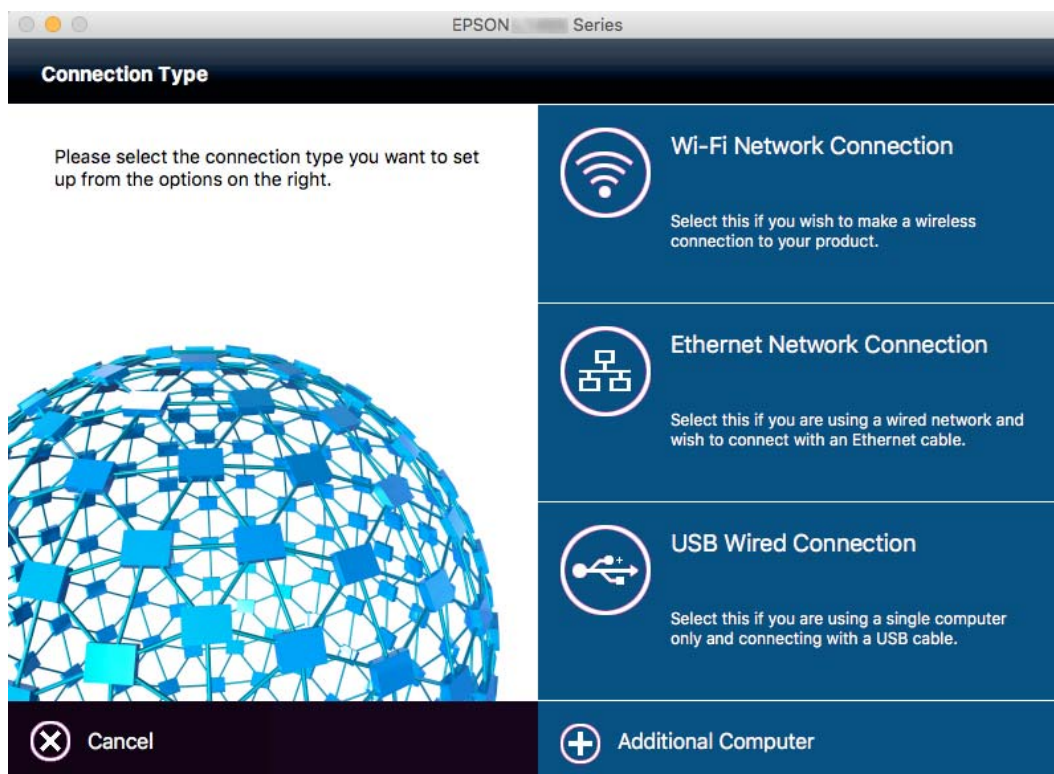 EPSON Series
Connection Type
Please select the connection type you want to set
up from the options on the right.
Wi-Fi Network Connection
Select this if you wish to make a wireless
connection to your product.
Ethernet Network Connection
Select this if you are using a wired network and
wish to connect with an Ethernet cable.
USB Wired Connection
Select this if you are using a single computer
only and connecting with a USB cable.
Cancel
Additional Computer